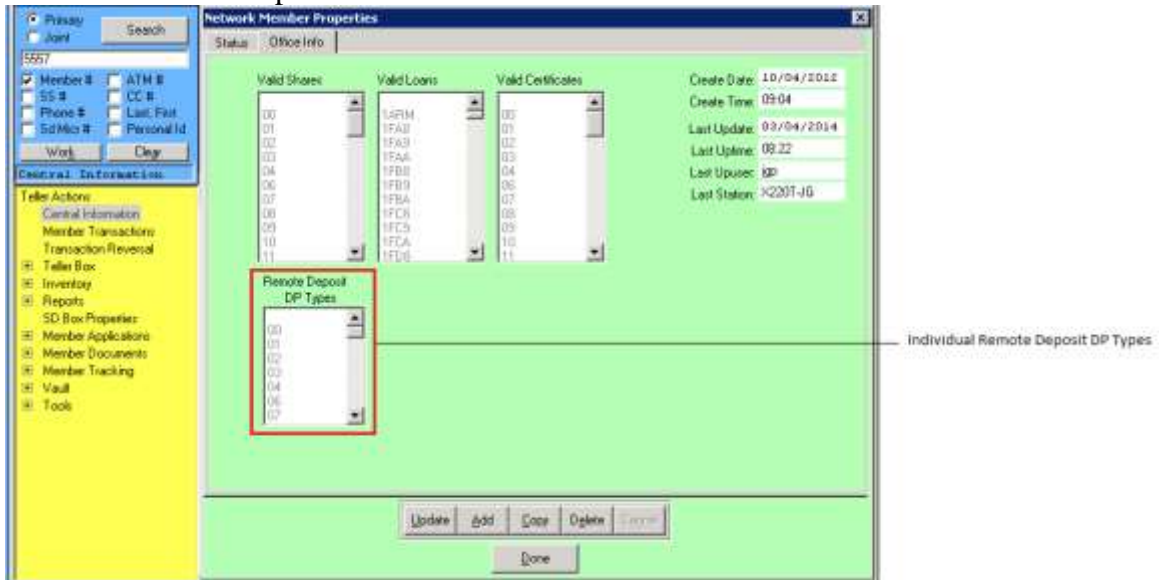 Primary
Joint
Search
5557
Member # ATM #
SS # CC #
Phone # Last, First
Sd Micr # Personal Id
Work Clear
Central Information
Teller Actions
Central Information
Member Transactions
Transaction Reversal
Teller Box
Inventory
Reports
SD Box Properties
Member Applications
Member Documents
Member Tracking
Vault
Tools
Network Member Properties
Status Office Info
Valid Shares
00
01
02
03
04
06
07
08
09
10
11
Valid Loans
1ARM
1FA8
1FA9
1FAA
1FB8
1FB9
1FBA
1FC8
1FC9
1FCA
1FD8
Valid Certificates
00
01
02
03
04
06
07
08
09
10
11
Create Date: 10/04/2012
Create Time: 09:04
Last Update: 03/04/2014
Last Uptime: 08:22
Last Upuser: jgp
Last Station: X220T-JG
Remote Deposit
DP Types
00
01
02
03
04
06
07
Individual Remote Deposit DP Types
Update Add Copy Delete Cancel
Done